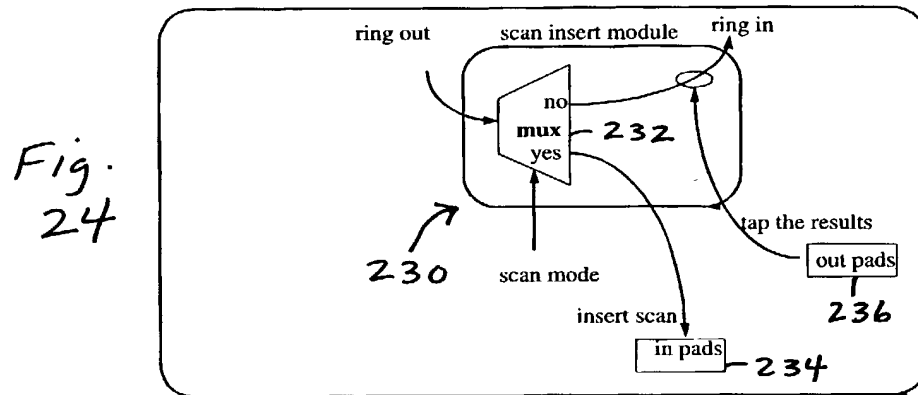 ring out
scan insert module
ring in
no
mux
232
yes
Fig.
24
tap the results
230
scan mode
out pads
236
insert scan
in pads
234